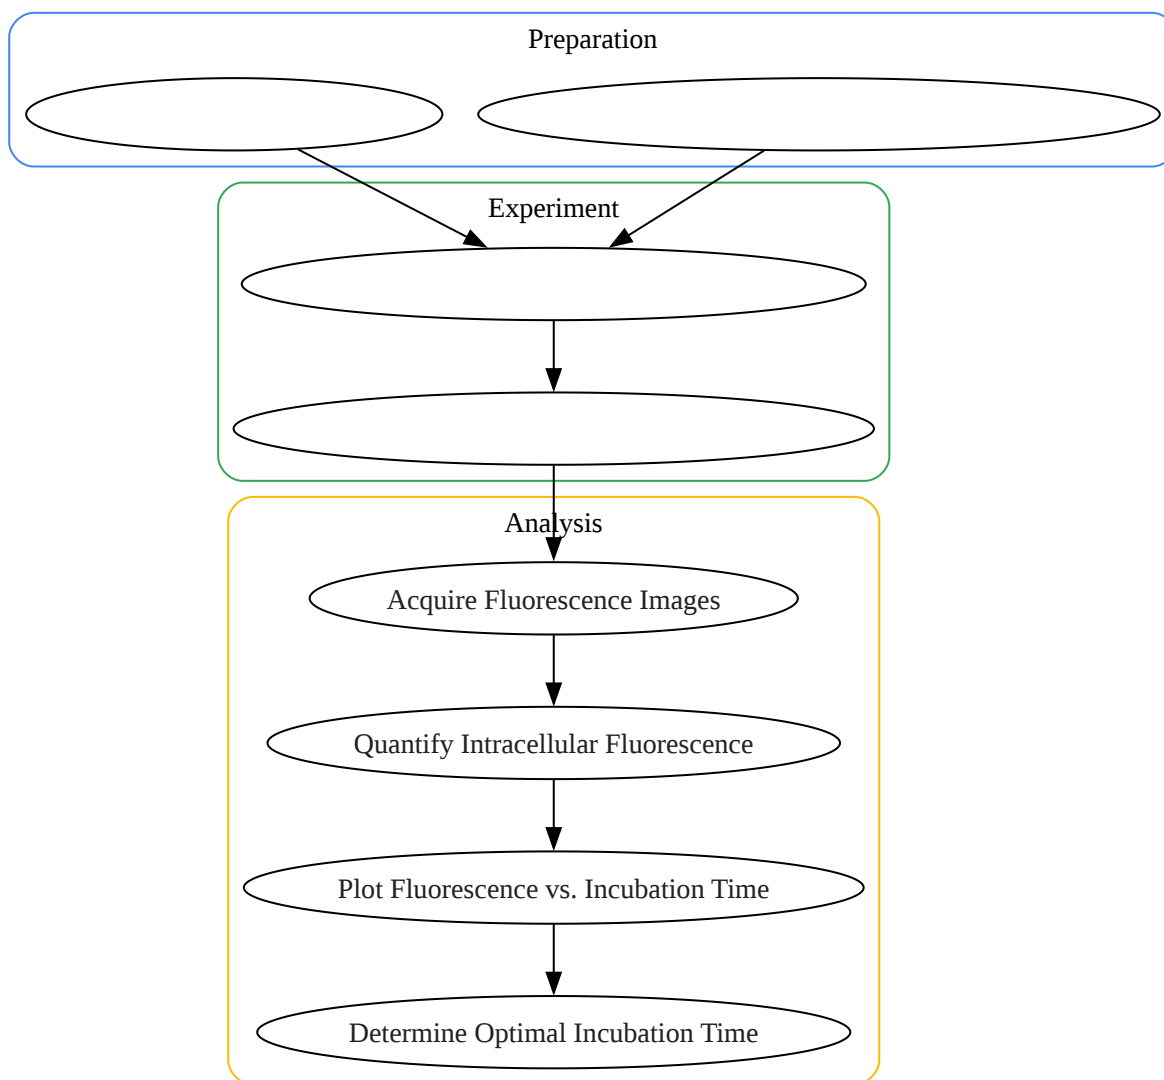 Preparation
Experiment
Analysis
Acquire Fluorescence Images
Quantify Intracellular Fluorescence
Plot Fluorescence vs. Incubation Time
Determine Optimal Incubation Time